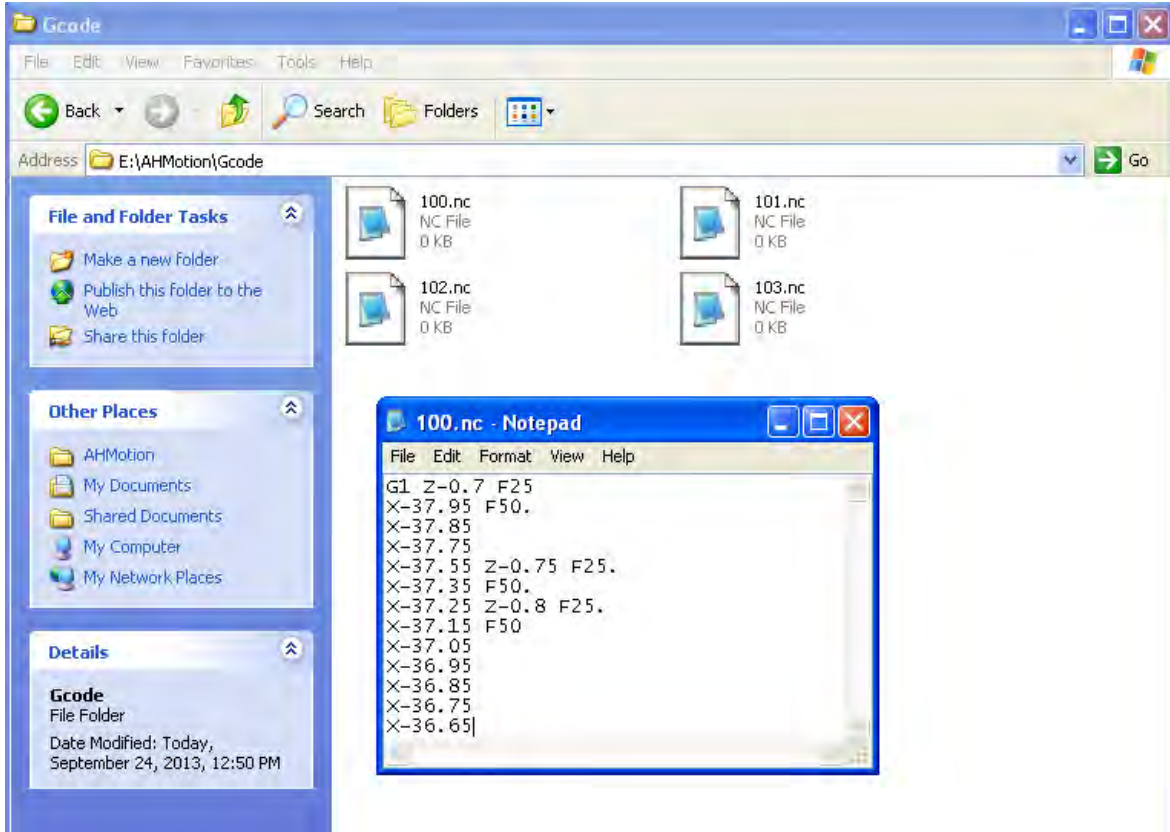 Gcode
File Edit View Favorites Tools Help
Back Search Folders
Address E:\AHMotion\Gcode Go
File and Folder Tasks
Make a new folder
Publish this folder to the
Web
Share this folder
Other Places
AHMotion
My Documents
Shared Documents
My Computer
My Network Places
Details
Gcode
File Folder
Date Modified: Today,
September 24, 2013, 12:50 PM
100.nc
NC File
0 KB
101.nc
NC File
0 KB
102.nc
NC File
0 KB
103.nc
NC File
0 KB
100.nc - Notepad
File Edit Format View Help
G1 Z-0.7 F25
X-37.95 F50.
X-37.85
X-37.75
X-37.55 Z-0.75 F25.
X-37.35 F50.
X-37.25 Z-0.8 F25.
X-37.15 F50
X-37.05
X-36.95
X-36.85
X-36.75
X-36.65